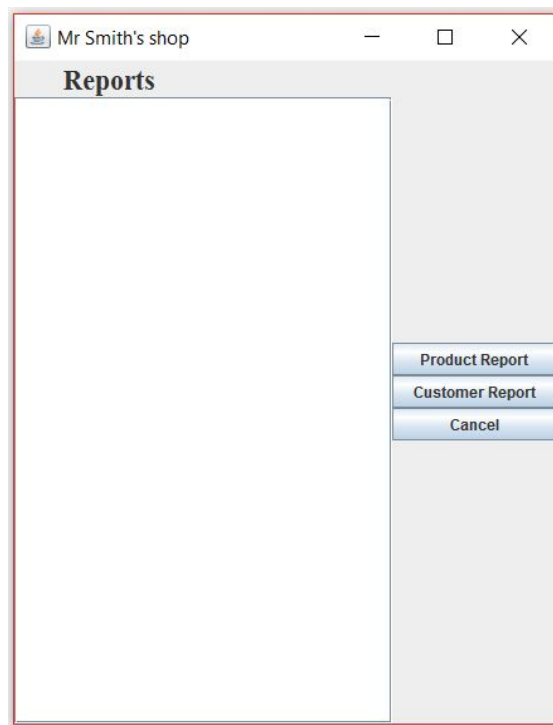 Mr Smith's shop
Reports
Product Report
Customer Report
Cancel